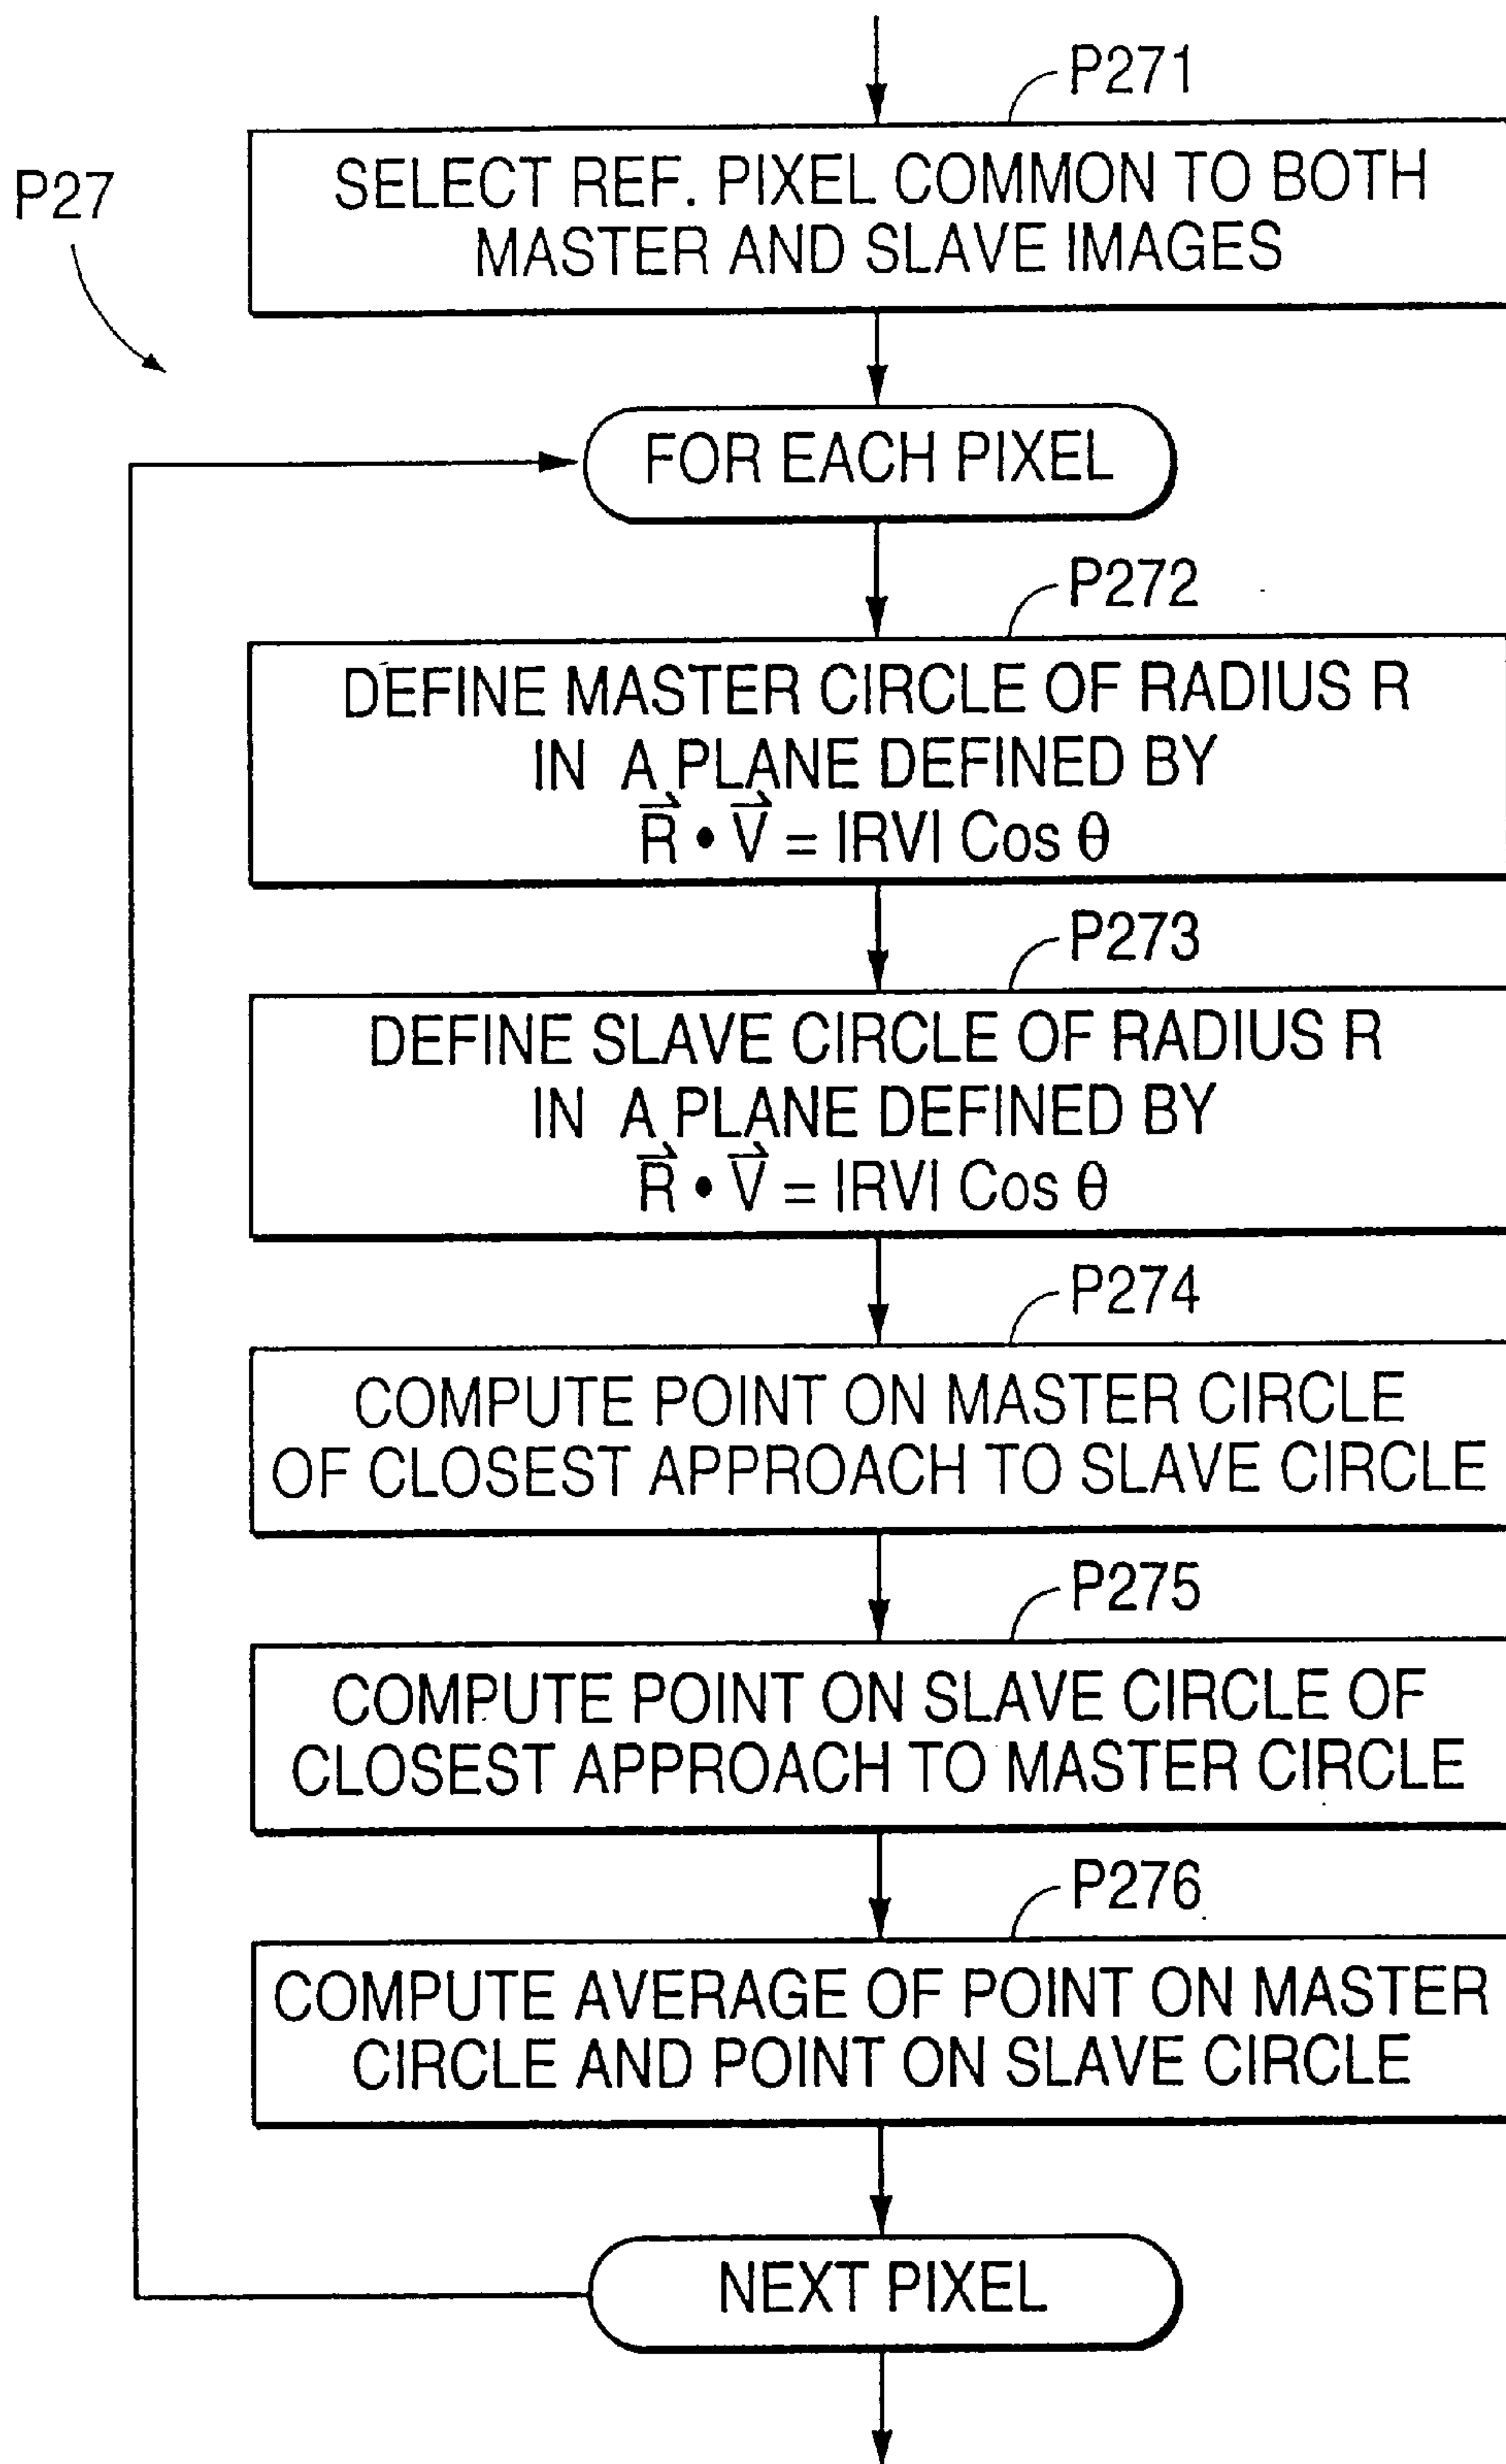 P271
SELECT REF. PIXEL COMMON TO BOTH
MASTER AND SLAVE IMAGES
P27
FOR EACH PIXEL
P272
DEFINE MASTER CIRCLE OF RADIUS R
IN A PLANE DEFINED BY
R⃗ • V⃗ = |RV| Cos θ
P273
DEFINE SLAVE CIRCLE OF RADIUS R
IN A PLANE DEFINED BY
R⃗ • V⃗ = |RV| Cos θ
P274
COMPUTE POINT ON MASTER CIRCLE
OF CLOSEST APPROACH TO SLAVE CIRCLE
P275
COMPUTE POINT ON SLAVE CIRCLE OF
CLOSEST APPROACH TO MASTER CIRCLE
P276
COMPUTE AVERAGE OF POINT ON MASTER
CIRCLE AND POINT ON SLAVE CIRCLE
NEXT PIXEL